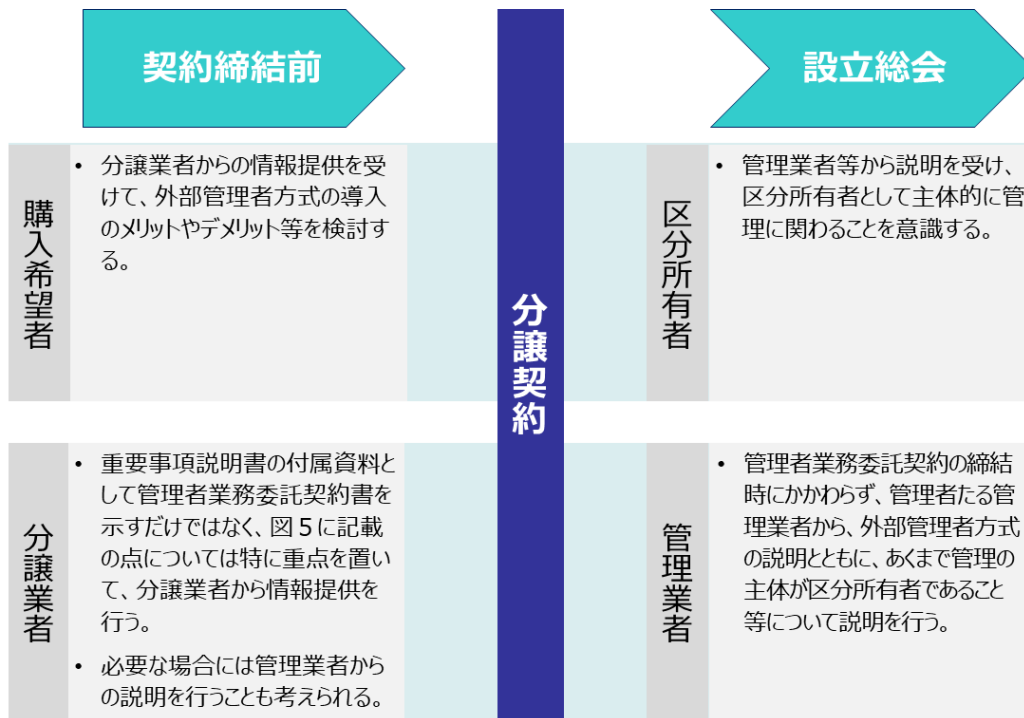 契約締結前
設立総会
分譲契約
購入希望者
• 分譲業者からの情報提供を受
けて、外部管理者方式の導入
のメリットやデメリット等を検討す
る。
区分所有者
• 管理業者等から説明を受け、
区分所有者として主体的に管
理に関わることを意識する。
分譲業者
• 重要事項説明書の付属資料と
して管理者業務委託契約書を
示すだけではなく、図5に記載
の点については特に重点を置い
て、分譲業者から情報提供を
行う。
• 必要な場合には管理業者から
の説明を行うことも考えられる。
管理業者
• 管理者業務委託契約の締結
時にかかわらず、管理者たる管
理業者から、外部管理者方式
の説明とともに、あくまで管理の
主体が区分所有者であること
等について説明を行う。